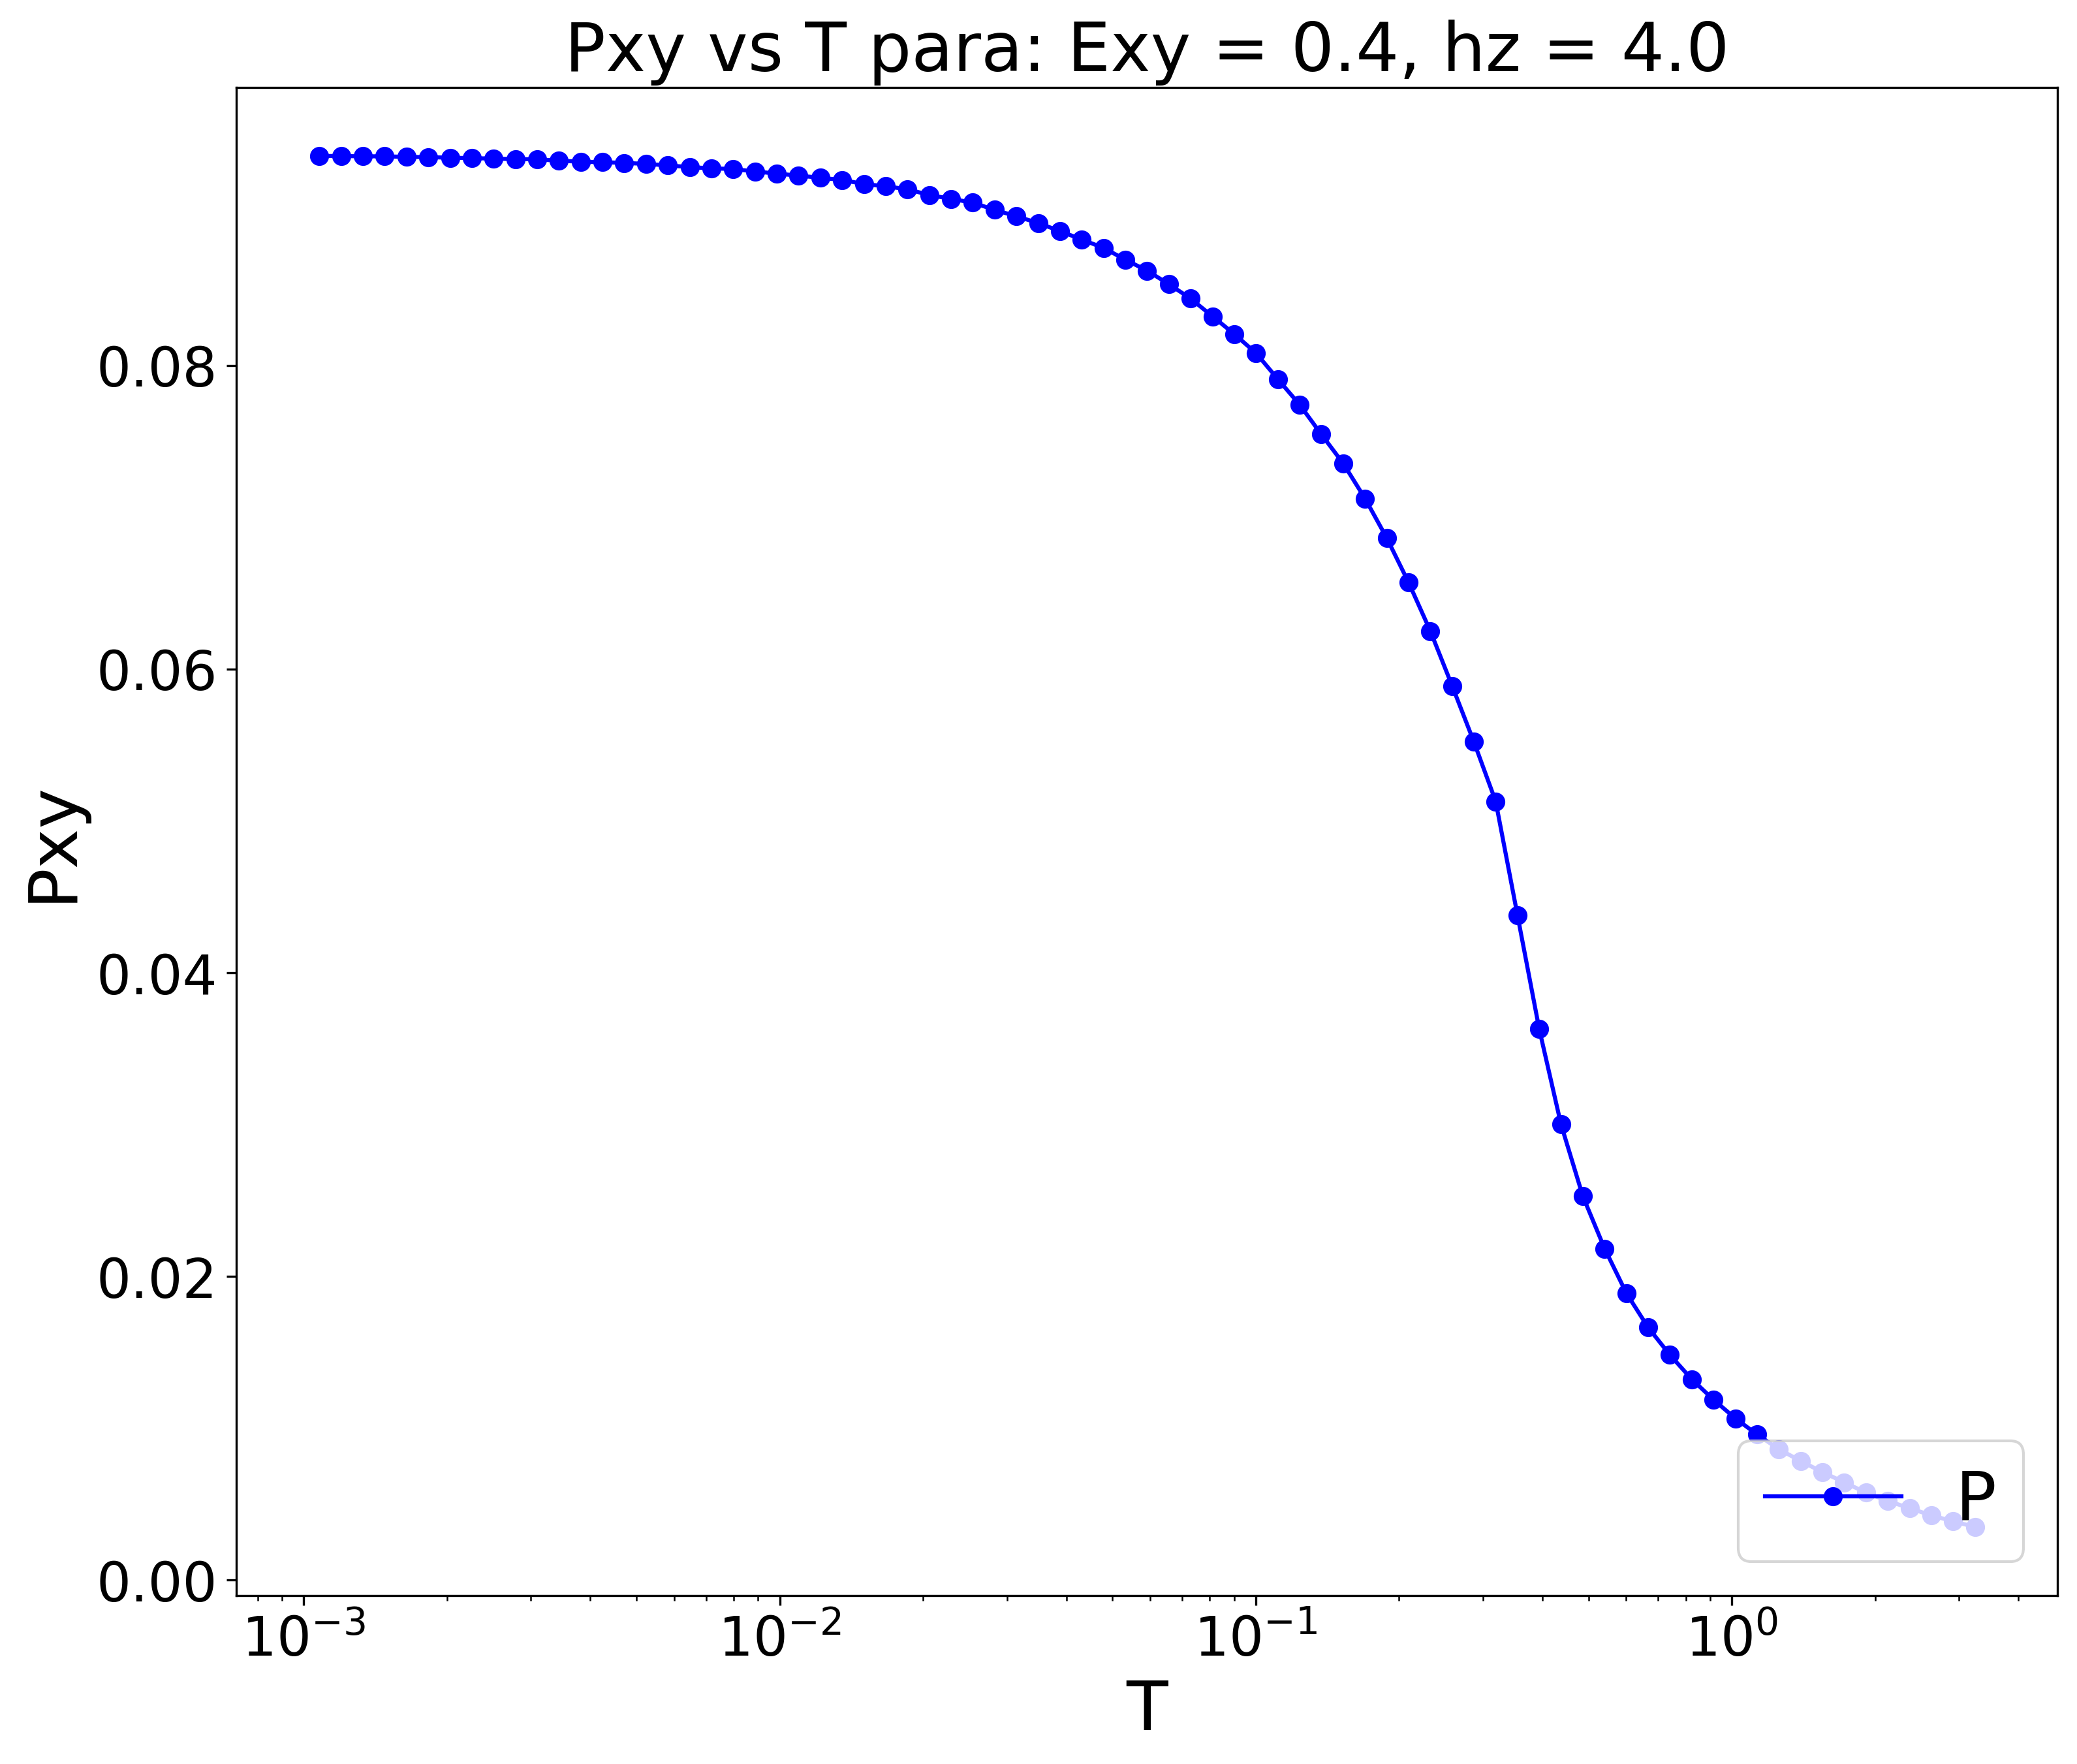 Pxy vs T para: Exy = 0.4, hz = 4.0
Pxy
0.08
0.06
0.04
0.02
0.00
10⁻³ 10⁻² 10⁻¹ 10⁰
T
P